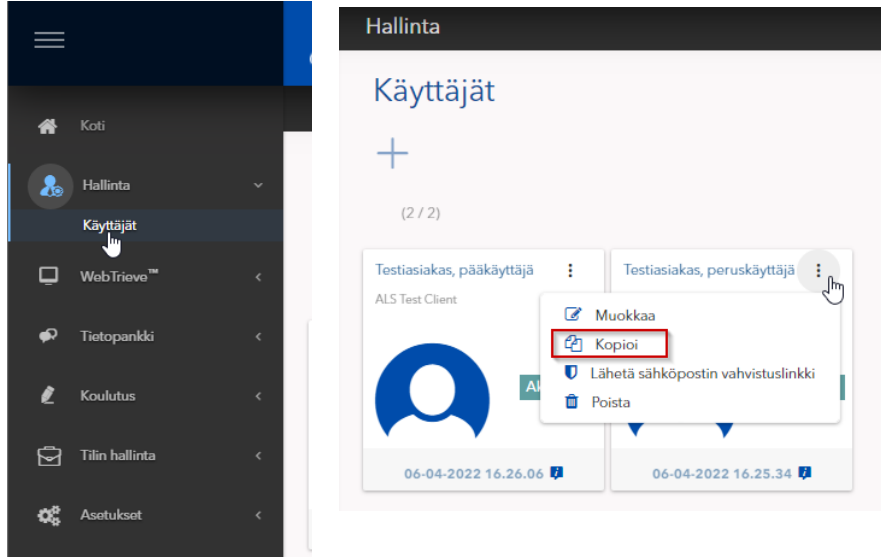 Koti
Hallinta
Käyttäjät
WebTrieve™
Tietopankki
Koulutus
Tilin hallinta
Asetukset
Hallinta
Käyttäjät
(2 / 2)
Testiasiakas, pääkäyttäjä
ALS Test Client
06-04-2022 16.26.06
Testiasiakas, peruskäyttäjä
Muokkaa
Kopioi
Lähetä sähköpostin vahvistuslinkki
Poista
06-04-2022 16.25.34